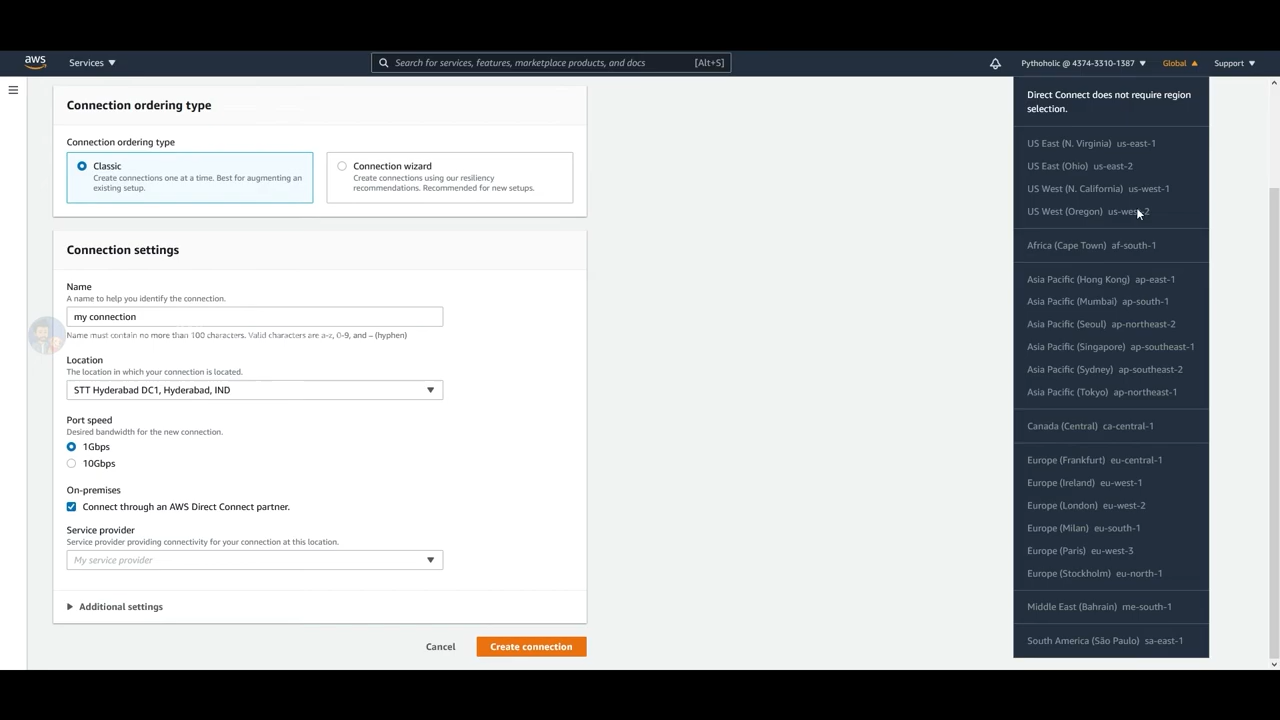 aws Services Search for services, features, marketplace products, and docs [Alt+S] Pythoholic @ 4374-3310-1387 Global Support
Connection ordering type
Connection ordering type
Classic
Create connections one at a time. Best for augmenting an
existing setup.
Connection wizard
Create connections using our resiliency
recommendations. Recommended for new setups.
Connection settings
Name
A name to help you identify the connection.
my connection
Name must contain no more than 100 characters. Valid characters are a-z, 0-9, and – (hyphen)
Location
The location in which your connection is located.
STT Hyderabad DC1, Hyderabad, IND
Port speed
Desired bandwidth for the new connection.
1Gbps
10Gbps
On-premises
Connect through an AWS Direct Connect partner.
Service provider
Service provider providing connectivity for your connection at this location.
My service provider
Additional settings
Cancel Create connection
Direct Connect does not require region
selection.
US East (N. Virginia) us-east-1
US East (Ohio) us-east-2
US West (N. California) us-west-1
US West (Oregon) us-west-2
Africa (Cape Town) af-south-1
Asia Pacific (Hong Kong) ap-east-1
Asia Pacific (Mumbai) ap-south-1
Asia Pacific (Seoul) ap-northeast-2
Asia Pacific (Singapore) ap-southeast-1
Asia Pacific (Sydney) ap-southeast-2
Asia Pacific (Tokyo) ap-northeast-1
Canada (Central) ca-central-1
Europe (Frankfurt) eu-central-1
Europe (Ireland) eu-west-1
Europe (London) eu-west-2
Europe (Milan) eu-south-1
Europe (Paris) eu-west-3
Europe (Stockholm) eu-north-1
Middle East (Bahrain) me-south-1
South America (São Paulo) sa-east-1